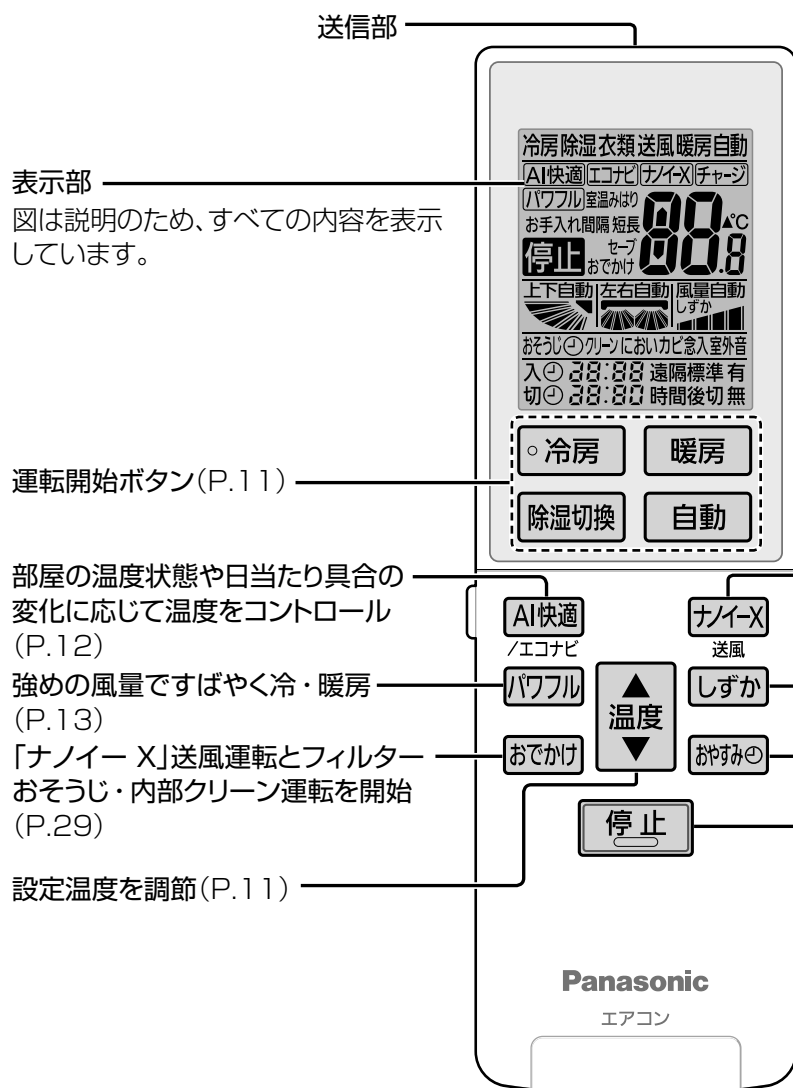 送信部
表示部
図は説明のため、すべての内容を表示
しています。
運転開始ボタン(P.11)
部屋の温度状態や日当たり具合の
変化に応じて温度をコントロール
(P.12)
強めの風量ですばやく冷・暖房
(P.13)
「ナノイー X」送風運転とフィルター
おそうじ・内部クリーン運転を開始
(P.29)
設定温度を調節(P.11)
冷房 除湿 衣類 送風 暖房 自動
AI快適 エコナビ ナノイーX チャージ
パワフル 室温みはり
お手入れ間隔 短長 88.8 ▲℃
停止 セーブ
おでかけ
上下自動 左右自動 風量自動
しずか
おそうじ クリーン におい カビ 念入 室外音
入 88:88 遠隔標準 有
切 88:80 時間後切 無
冷房 暖房
除湿切換 自動
AI快適 ナノイーX
/エコナビ 送風
パワフル ▲ しずか
温度
おでかけ ▼ おやすみ
停止
Panasonic
エアコン